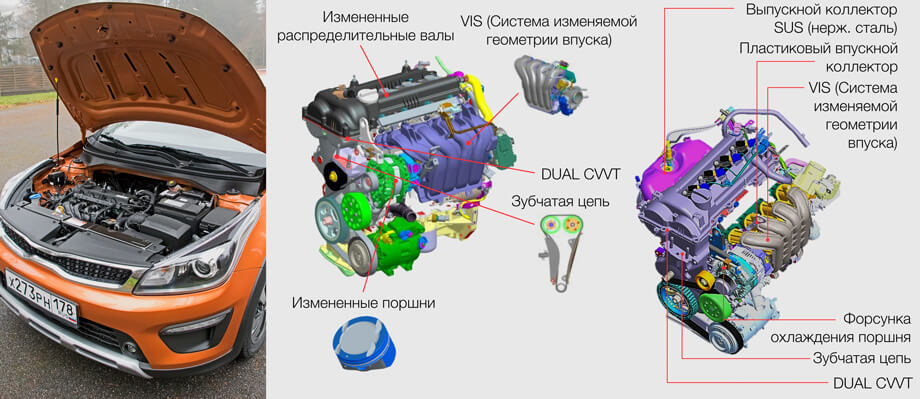 Измененные
распределительные валы
VIS (Система изменяемой
геометрии впуска)
DUAL CVVT
Зубчатая цепь
Измененные поршни
Выпускной коллектор
SUS (нерж. сталь)
Пластиковый впускной
коллектор
VIS (Система
изменяемой
геометрии
впуска)
Форсунка
охлаждения поршня
Зубчатая цепь
DUAL CVVT
х273рн 178